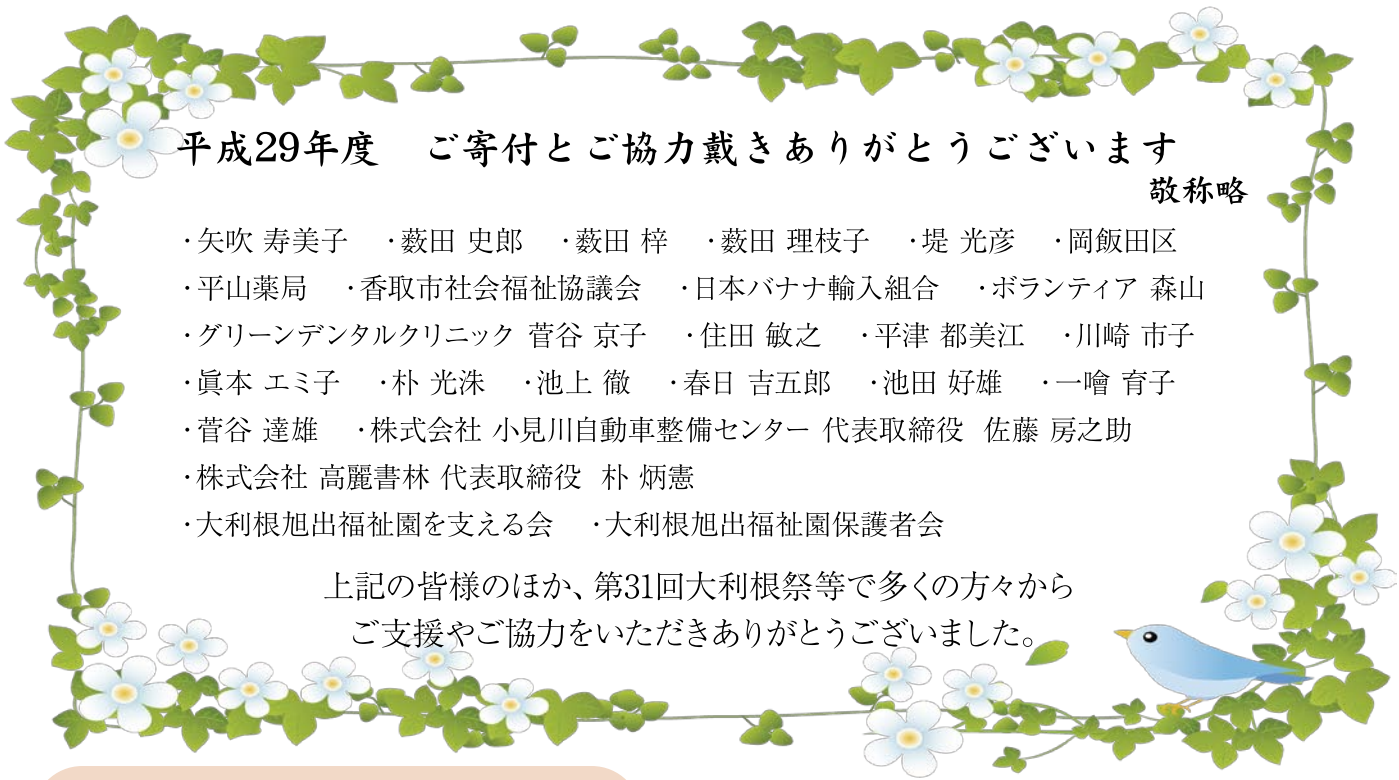 平成29年度　ご寄付とご協力戴きありがとうございます
敬称略
・矢吹 寿美子　・薮田 史郎　・薮田 梓　・薮田 理枝子　・堤 光彦　・岡飯田区
・平山薬局　・香取市社会福祉協議会　・日本バナナ輸入組合　・ボランティア 森山
・グリーンデンタルクリニック 菅谷 京子　・住田 敏之　・平津 都美江　・川崎 市子
・眞本 エミ子　・朴 光洙　・池上 徹　・春日 吉五郎　・池田 好雄　・一噌 育子
・菅谷 達雄　・株式会社 小見川自動車整備センター 代表取締役　佐藤 房之助
・株式会社 高麗書林 代表取締役　朴 炳憲
・大利根旭出福祉園を支える会　・大利根旭出福祉園保護者会
上記の皆様のほか、第31回大利根祭等で多くの方々から
ご支援やご協力をいただきありがとうございました。